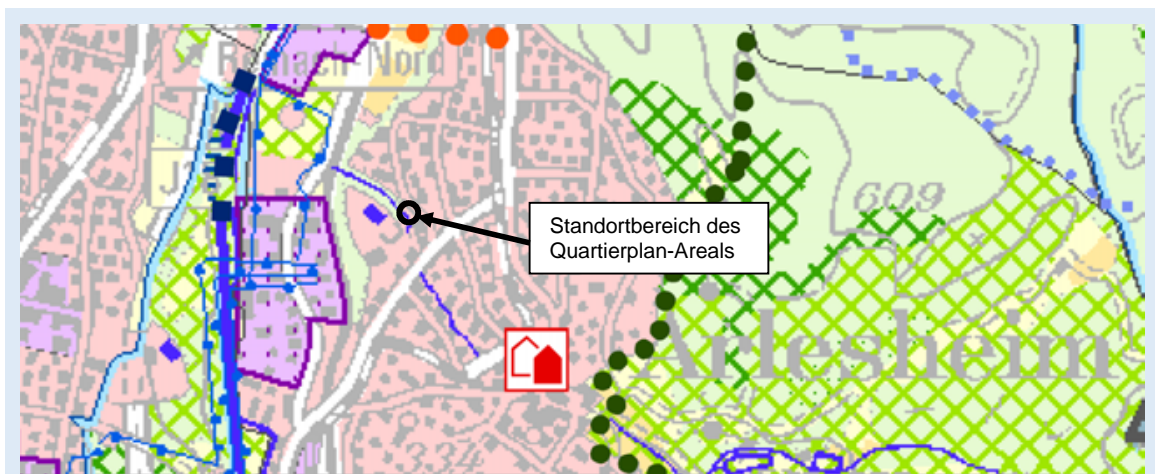 Reinach Nord
Standortbereich des
Quartierplan-Areals
609
Arlesheim
334